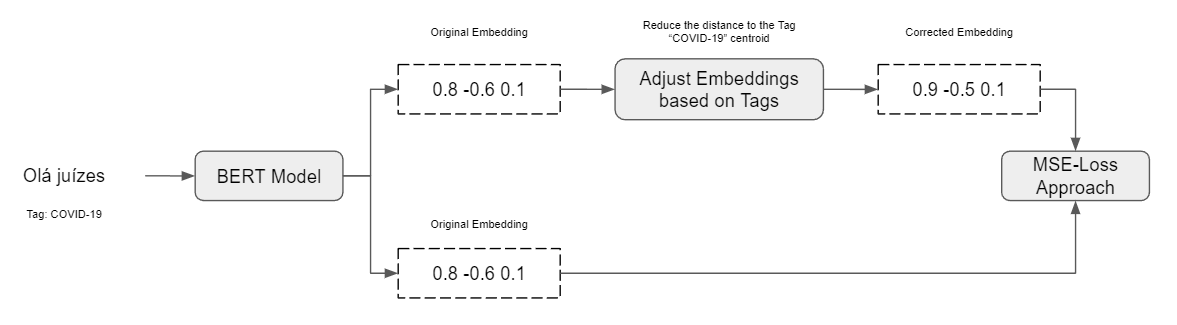 Original Embedding
Reduce the distance to the Tag
“COVID-19” centroid
Corrected Embedding
0.8 -0.6 0.1
Adjust Embeddings
based on Tags
0.9 -0.5 0.1
Olá juízes
BERT Model
MSE-Loss
Approach
Tag: COVID-19
Original Embedding
0.8 -0.6 0.1